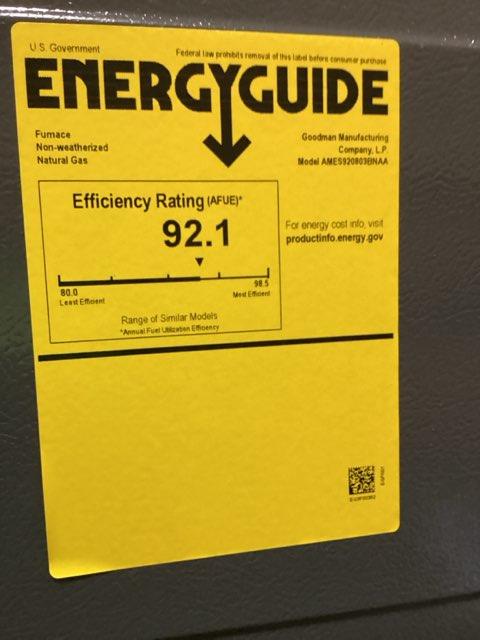 U.S. Government
Federal law prohibits removal of this label before consumer purchase
ENERGYGUIDE
Furnace
Non-weatherized
Natural Gas
Goodman Manufacturing
Company, L.P.
Model AMES920803BNAA
Efficiency Rating (AFUE)*
92.1
80.0
Least Efficient
98.5
Most Efficient
Range of Similar Models
*Annual Fuel Utilization Efficiency
For energy cost info, visit
productinfo.energy.gov